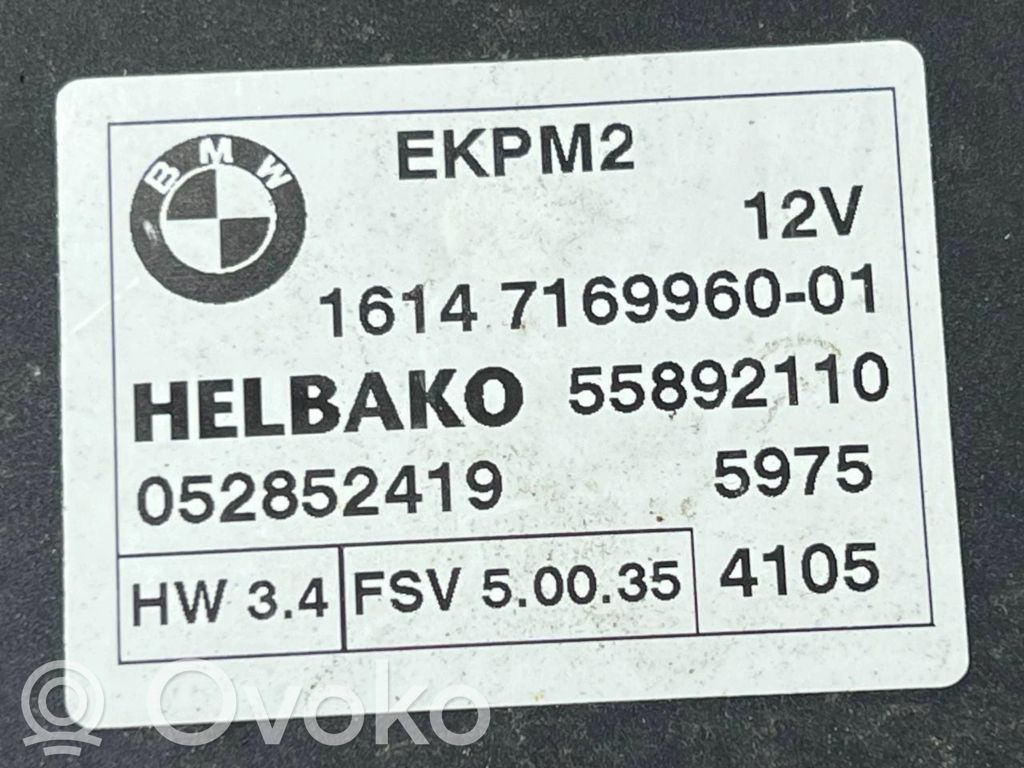 BMW
EKPM2
12V
1614 7169960-01
HELBAKO 55892110
052852419 5975
HW 3.4 FSV 5.00.35 4105
Ovoko